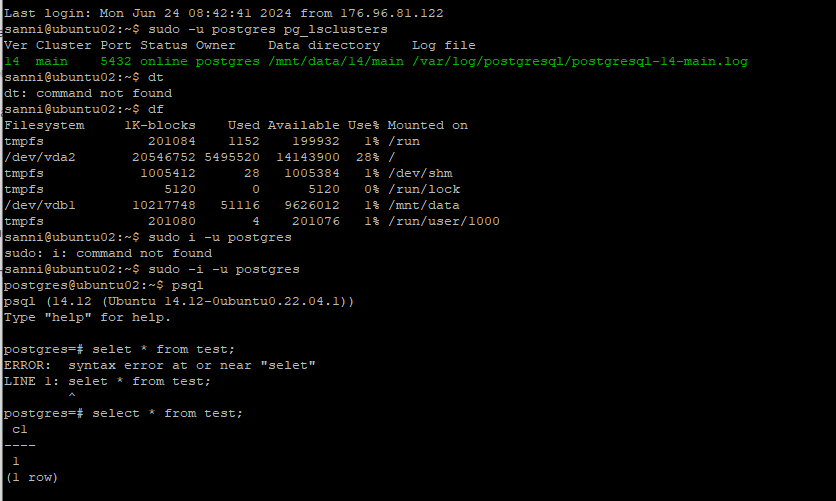 Last login: Mon Jun 24 08:42:41 2024 from 176.96.81.122
sanni@ubuntu02:~$ sudo -u postgres pg_lsclusters
Ver Cluster Port Status Owner    Data directory    Log file
14  main    5432 online postgres /mnt/data/14/main /var/log/postgresql/postgresql-14-main.log
sanni@ubuntu02:~$ dt
dt: command not found
sanni@ubuntu02:~$ df
Filesystem     1K-blocks    Used Available Use% Mounted on
tmpfs             201084    1152    199932   1% /run
/dev/vda2       20546752 5495520  14143900  28% /
tmpfs            1005412      28   1005384   1% /dev/shm
tmpfs               5120       0      5120   0% /run/lock
/dev/vdb1       10217748   51116   9626012   1% /mnt/data
tmpfs             201080       4    201076   1% /run/user/1000
sanni@ubuntu02:~$ sudo i -u postgres
sudo: i: command not found
sanni@ubuntu02:~$ sudo -i -u postgres
postgres@ubuntu02:~$ psql
psql (14.12 (Ubuntu 14.12-0ubuntu0.22.04.1))
Type "help" for help.
postgres=# selet * from test;
ERROR:  syntax error at or near "selet"
LINE 1: selet * from test;
        ^
postgres=# select * from test;
 c1
----
 1
(1 row)